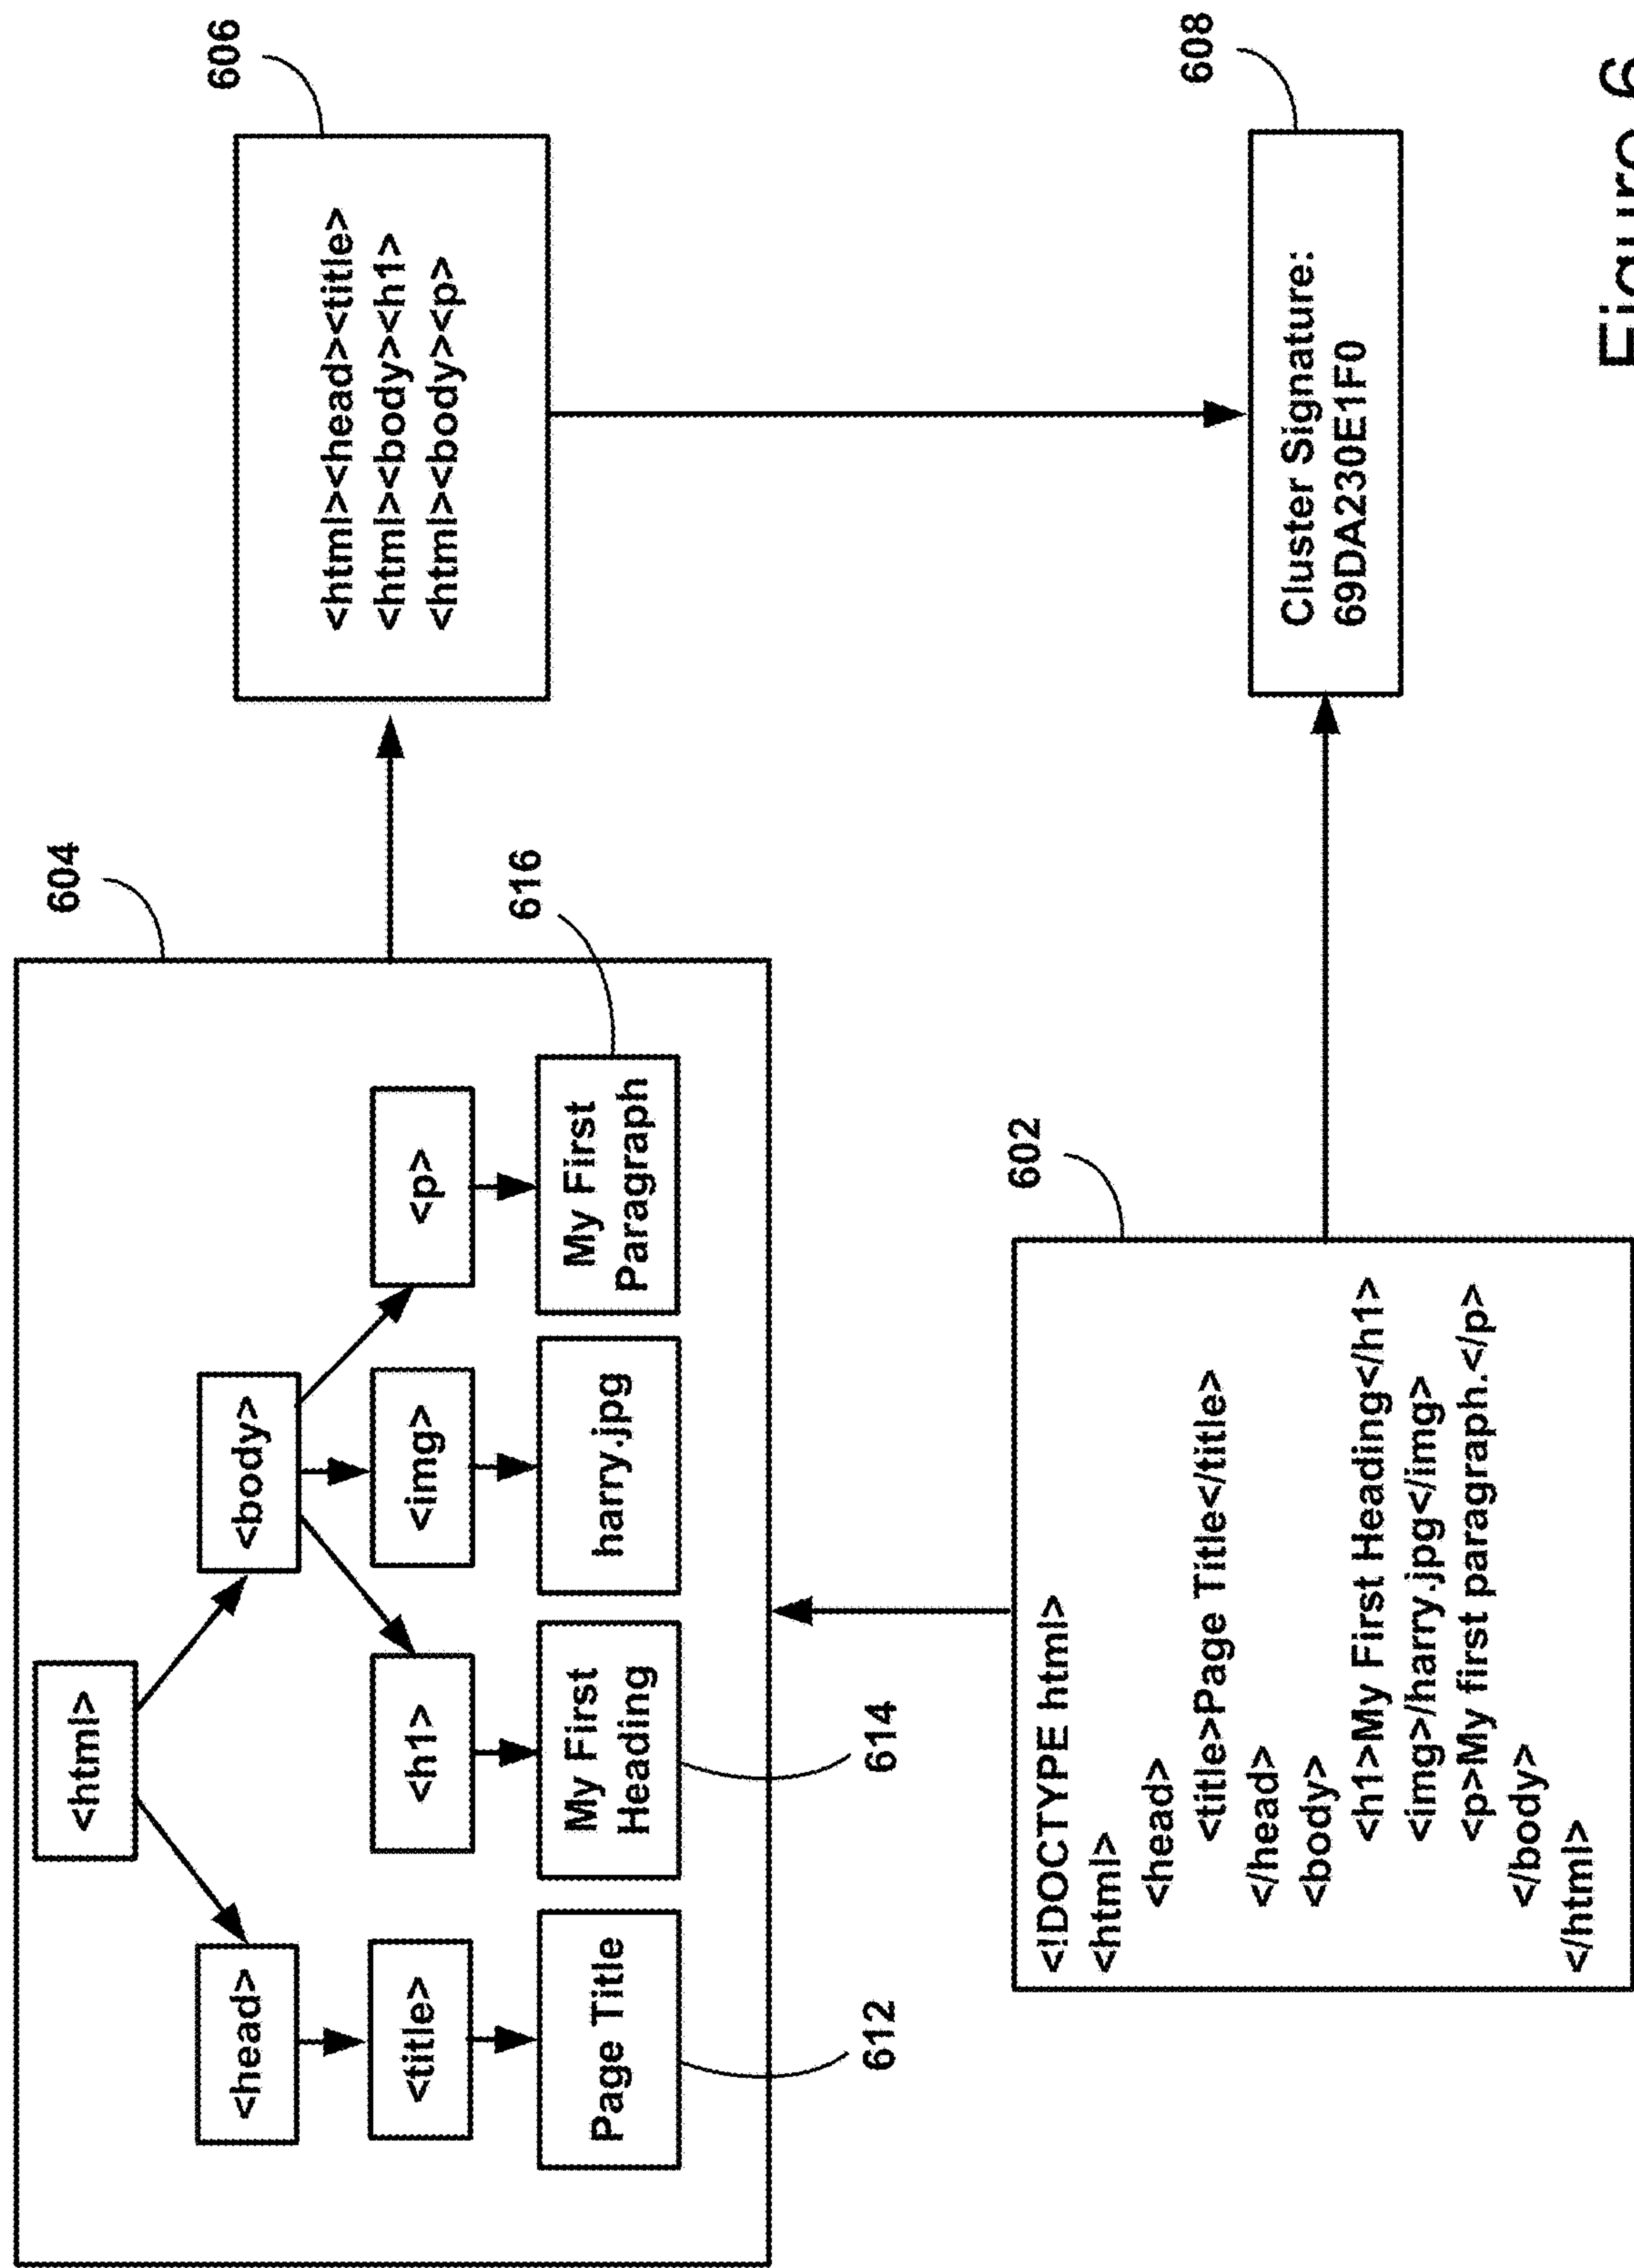 604
<html>
<head>
<body>
<title>
<h1>
<img>
<p>
Page Title
My First
Heading
harry.jpg
My First
Paragraph
612
614
616
606
<html><head><title>
<html><body><h1>
<html><body><p>
602
<!DOCTYPE html>
<html>
<head>
<title>Page Title</title>
</head>
<body>
<h1>My First Heading</h1>
<img>/harry.jpg</img>
<p>My first paragraph.</p>
</body>
</html>
608
Cluster Signature:
69DA230E1F0
Figure 6